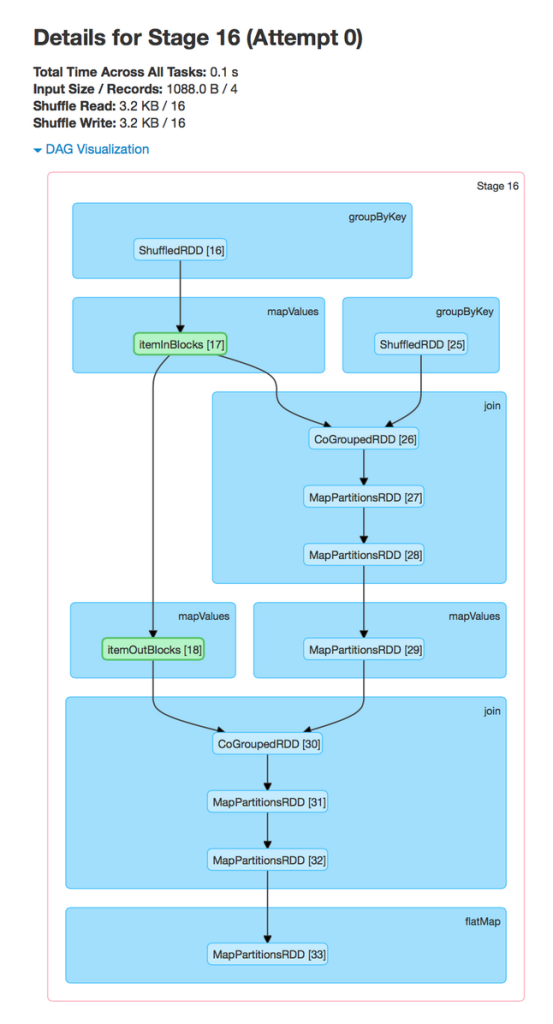 Details for Stage 16 (Attempt 0)
Total Time Across All Tasks: 0.1 s
Input Size / Records: 1088.0 B / 4
Shuffle Read: 3.2 KB / 16
Shuffle Write: 3.2 KB / 16
DAG Visualization
Stage 16
groupByKey
ShuffledRDD [16]
mapValues
groupByKey
itemInBlocks [17]
ShuffledRDD [25]
join
CoGroupedRDD [26]
MapPartitionsRDD [27]
MapPartitionsRDD [28]
mapValues
mapValues
itemOutBlocks [18]
MapPartitionsRDD [29]
join
CoGroupedRDD [30]
MapPartitionsRDD [31]
MapPartitionsRDD [32]
flatMap
MapPartitionsRDD [33]